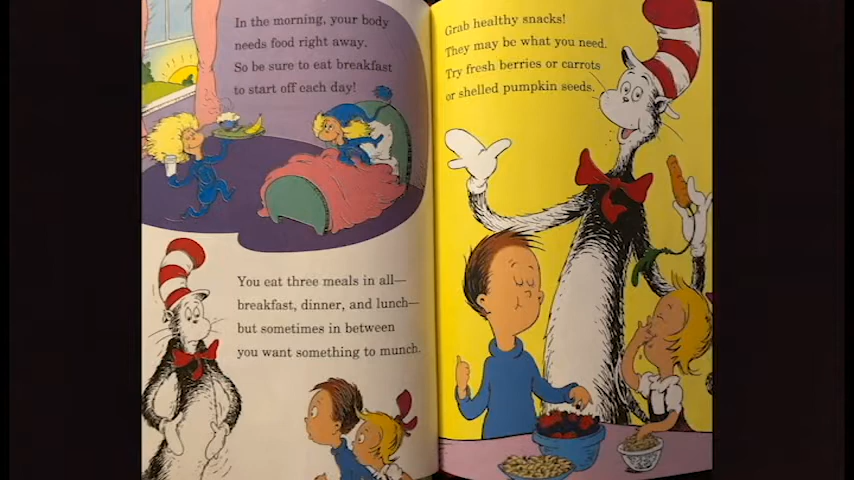 In the morning, your body
needs food right away.
So be sure to eat breakfast
to start off each day!
You eat three meals in all—
breakfast, dinner, and lunch—
but sometimes in between
you want something to munch.
Grab healthy snacks!
They may be what you need.
Try fresh berries or carrots
or shelled pumpkin seeds.